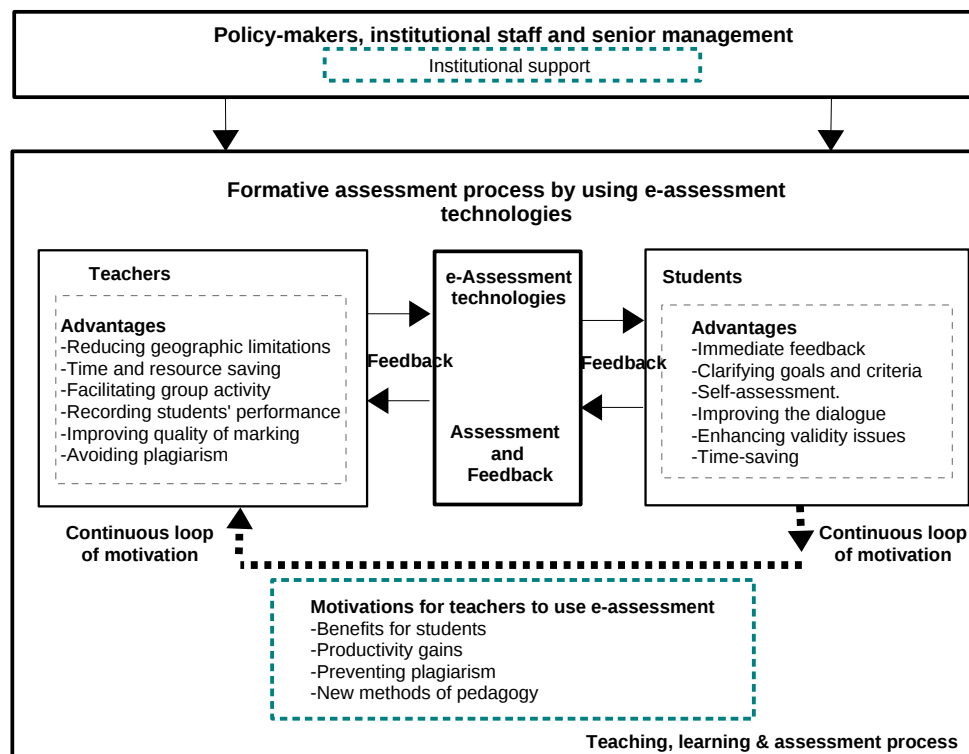 Policy-makers, institutional staff and senior management
Institutional support
Formative assessment process by using e-assessment
technologies
Teachers
Advantages
-Reducing geographic limitations
-Time and resource saving
-Facilitating group activity
-Recording students' performance
-Improving quality of marking
-Avoiding plagiarism
Feedback
e-Assessment
technologies
Assessment
and
Feedback
Feedback
Students
Advantages
-Immediate feedback
-Clarifying goals and criteria
-Self-assessment.
-Improving the dialogue
-Enhancing validity issues
-Time-saving
Continuous loop
of motivation
Continuous loop
of motivation
Motivations for teachers to use e-assessment
-Benefits for students
-Productivity gains
-Preventing plagiarism
-New methods of pedagogy
Teaching, learning & assessment process